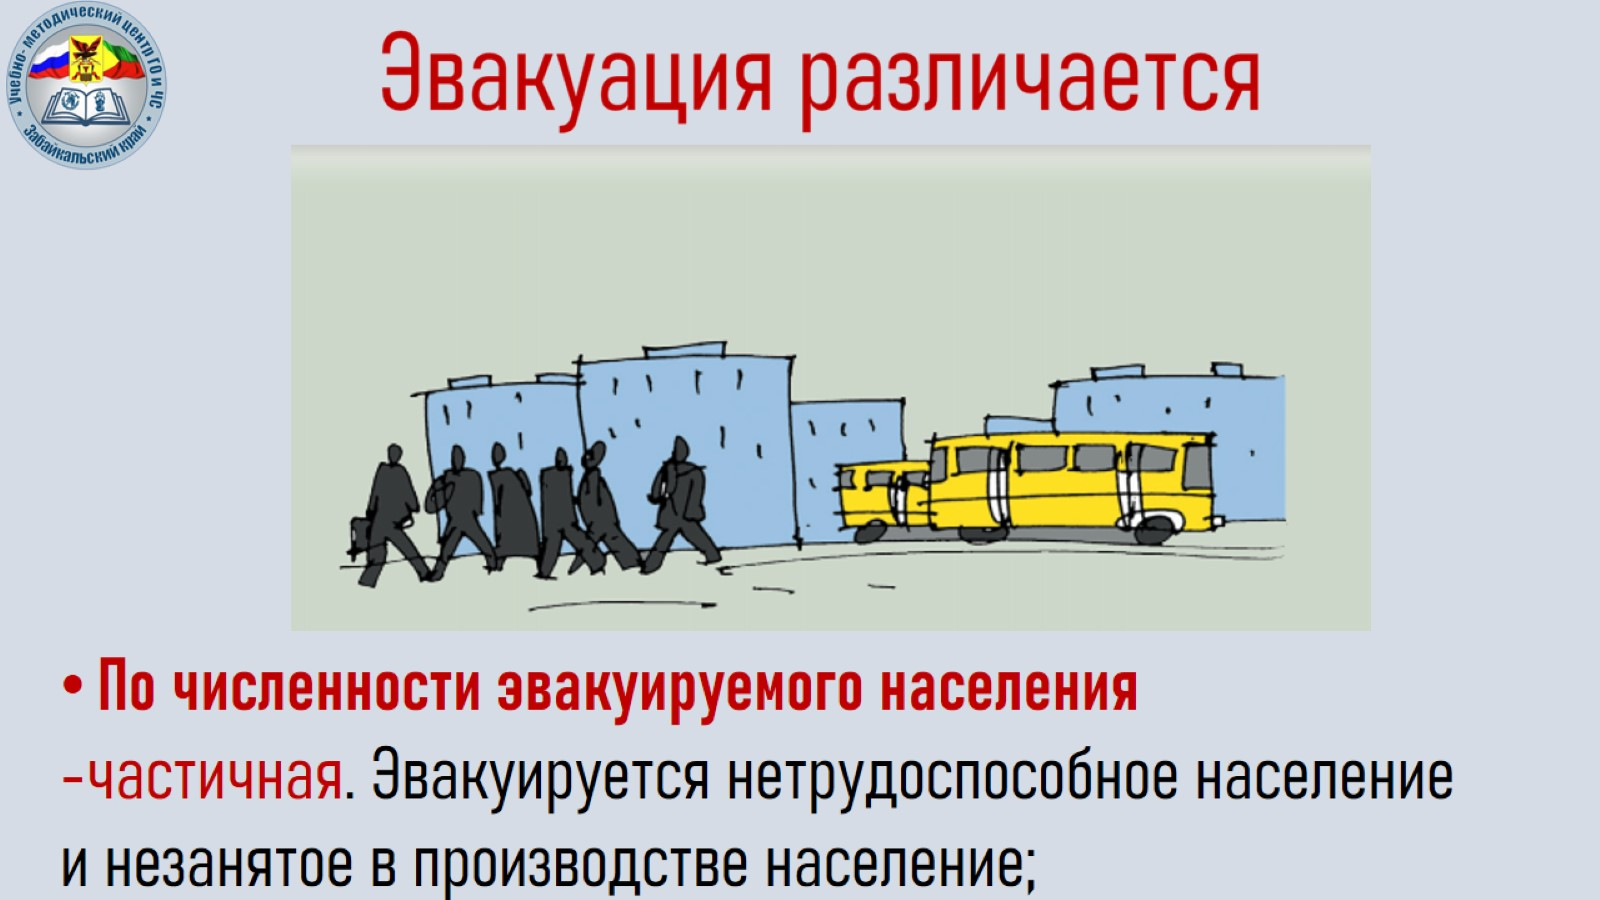 Учебно-методический центр ГО и ЧС
Забайкальский край
Эвакуация различается
• По численности эвакуируемого населения
-частичная. Эвакуируется нетрудоспособное население
и незанятое в производстве население;